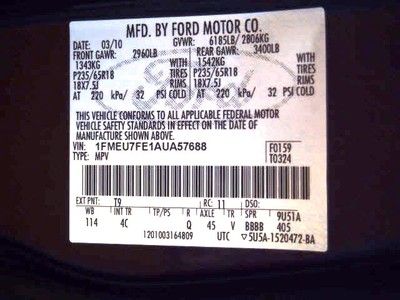 MFD. BY FORD MOTOR CO.
DATE: 03/10 GVWR: 6185LB/ 2806KG
FRONT GAWR: 2960LB REAR GAWR: 3400LB
1343KG WITH 1542KG WITH
P235/65R18 TIRES P235/65R18 TIRES
18X7.5J RIMS 18X7.5J RIMS
AT 220 kPa/ 32 PSI COLD AT 220 kPa/ 32 PSI COLD
THIS VEHICLE CONFORMS TO ALL APPLICABLE FEDERAL MOTOR
VEHICLE SAFETY STANDARDS IN EFFECT ON THE DATE OF
MANUFACTURE SHOWN ABOVE.
VIN: 1FMEU7FE1AUA57688 F0159
TYPE: MPV T0324
EXT PNT: T9 RC: 11 DSO:
WB INT TR R AXLE TR SPR 9U5TA
114 4C Q 45 V BBBB 405
1201003164809 UTC ▽5U5A-1520472-BA